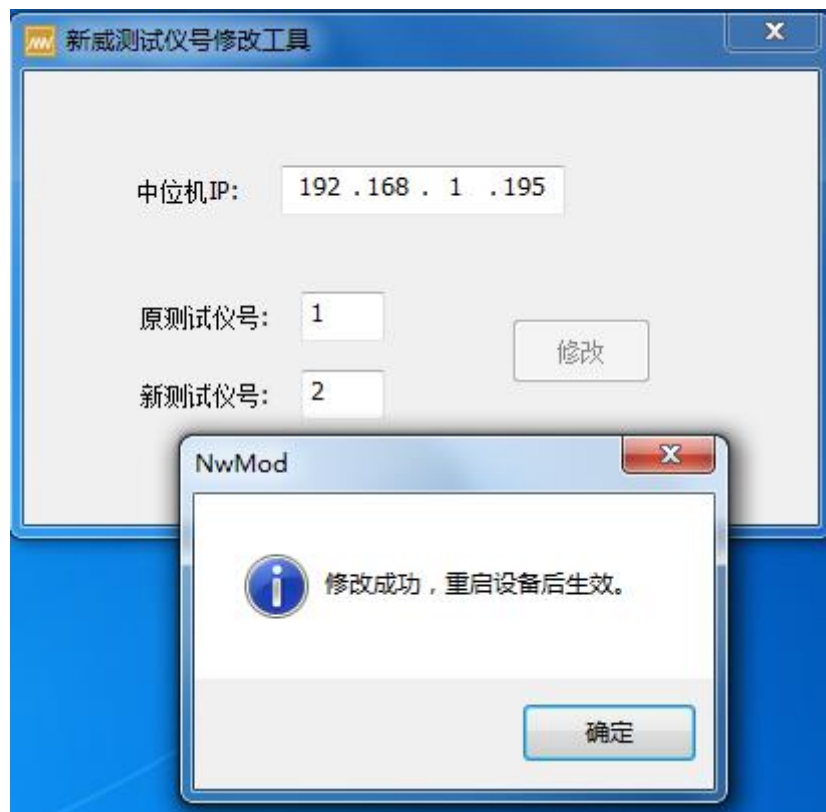 新威测试仪号修改工具
中位机IP: 192 . 168 . 1 . 195
原测试仪号: 1
修改
新测试仪号: 2
NwMod
修改成功，重启设备后生效。
确定